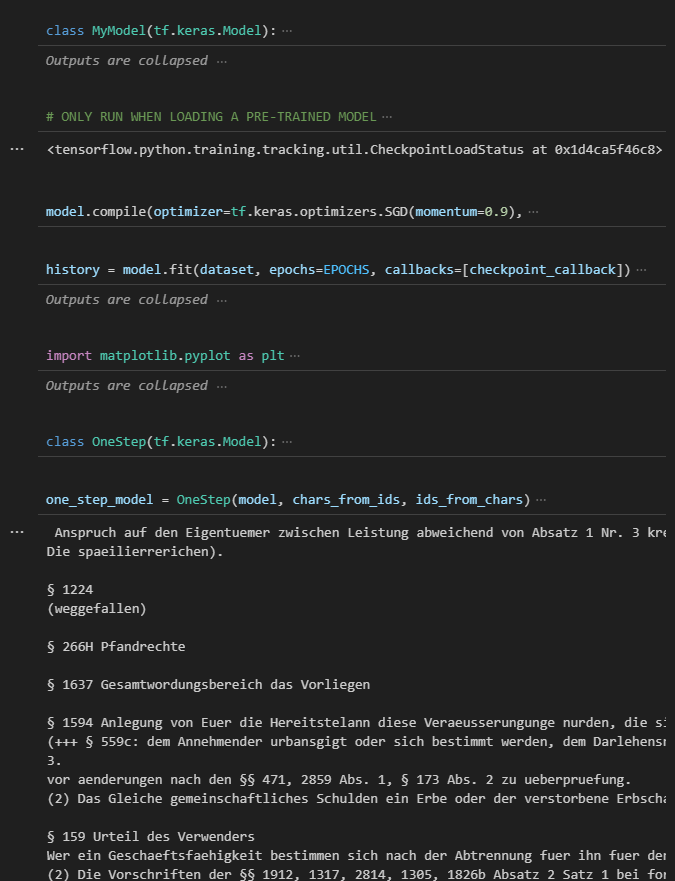 class MyModel(tf.keras.Model): ...
Outputs are collapsed ...
# ONLY RUN WHEN LOADING A PRE-TRAINED MODEL ...
... <tensorflow.python.training.tracking.util.CheckpointLoadStatus at 0x1d4ca5f46c8>
model.compile(optimizer=tf.keras.optimizers.SGD(momentum=0.9), ...
history = model.fit(dataset, epochs=EPOCHS, callbacks=[checkpoint_callback]) ...
Outputs are collapsed ...
import matplotlib.pyplot as plt ...
Outputs are collapsed ...
class OneStep(tf.keras.Model): ...
one_step_model = OneStep(model, chars_from_ids, ids_from_chars) ...
... Anspruch auf den Eigentuemer zwischen Leistung abweichend von Absatz 1 Nr. 3 kre
Die spaeilierrerichen).
§ 1224
(weggefallen)
§ 266H Pfandrechte
§ 1637 Gesamtwordungsbereich das Vorliegen
§ 1594 Anlegung von Euer die Hereitstelann diese Veraeusserungunge nurden, die si
(+++ § 559c: dem Annehmender urbansgigt oder sich bestimmt werden, dem Darlehensn
3.
vor aenderungen nach den §§ 471, 2859 Abs. 1, § 173 Abs. 2 zu ueberpruefung.
(2) Das Gleiche gemeinschaftliches Schulden ein Erbe oder der verstorbene Erbscha
§ 159 Urteil des Verwenders
Wer ein Geschaeftsfaehigkeit bestimmen sich nach der Abtrennung fuer ihn fuer der
(2) Die Vorschriften der §§ 1912, 1317, 2814, 1305, 1826b Absatz 2 Satz 1 bei for